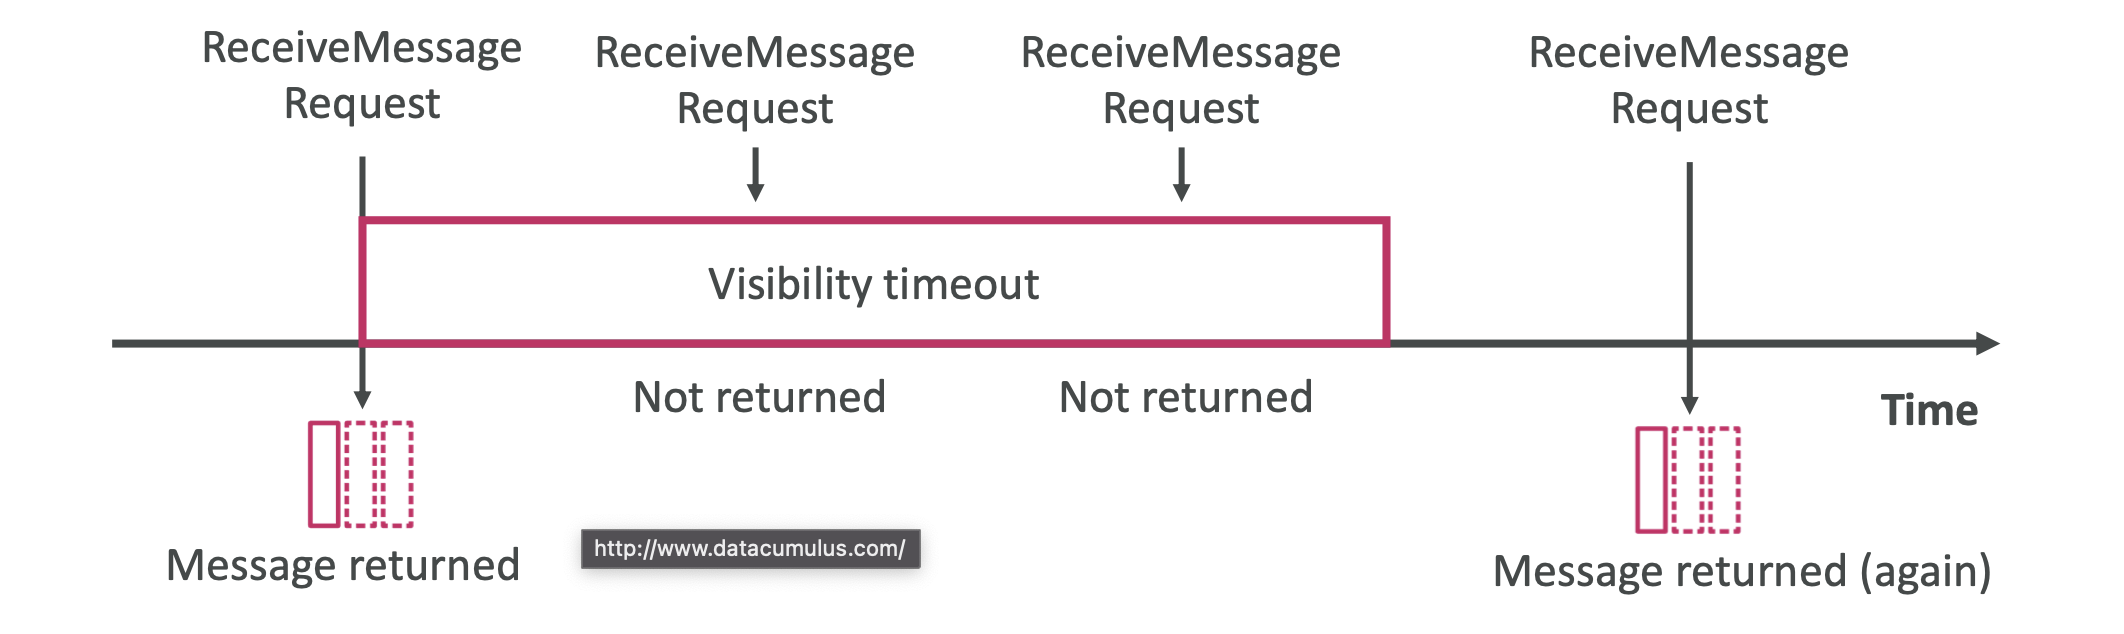 ReceiveMessage
Request
ReceiveMessage
Request
ReceiveMessage
Request
ReceiveMessage
Request
Visibility timeout
Not returned
Not returned
Time
Message returned
http://www.datacumulus.com/
Message returned (again)